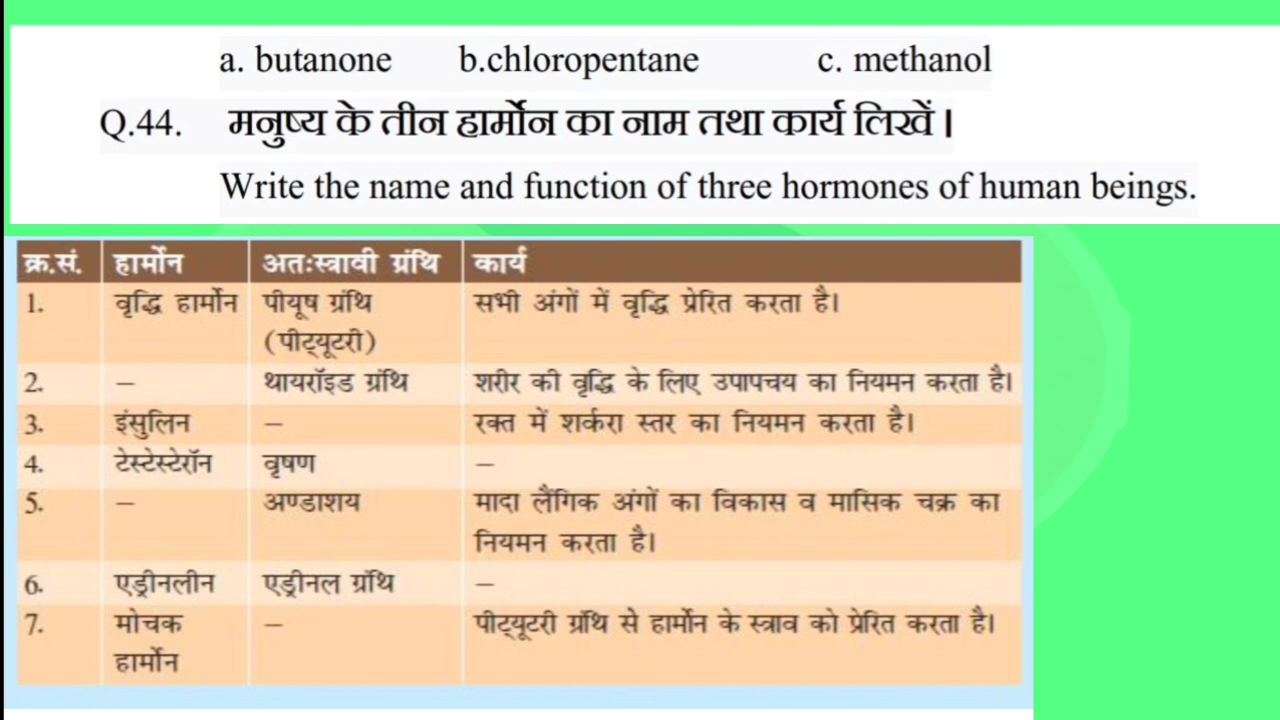 a. butanone b.chloropentane c. methanol
Q.44. मनुष्य के तीन हार्मोन का नाम तथा कार्य लिखें।
Write the name and function of three hormones of human beings.
क्र.सं. हार्मोन अतःस्त्रावी ग्रंथि कार्य
1. वृद्धि हार्मोन पीयूष ग्रंथि सभी अंगों में वृद्धि प्रेरित करता है।
(पीट्यूटरी)
2. – थायरॉइड ग्रंथि शरीर की वृद्धि के लिए उपापचय का नियमन करता है।
3. इंसुलिन – रक्त में शर्करा स्तर का नियमन करता है।
4. टेस्टेस्टेरॉन वृषण –
5. – अण्डाशय मादा लैंगिक अंगों का विकास व मासिक चक्र का
नियमन करता है।
6. एड्रीनलीन एड्रीनल ग्रंथि –
7. मोचक – पीट्यूटरी ग्रंथि से हार्मोन के स्त्राव को प्रेरित करता है।
हार्मोन